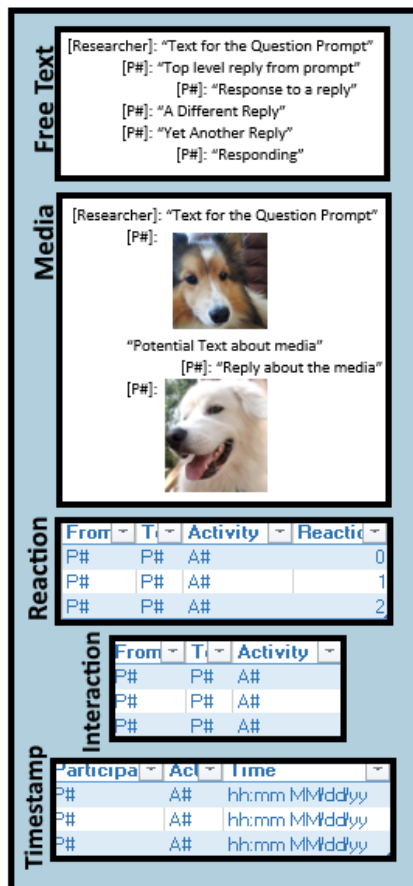 Free Text
[Researcher]: “Text for the Question Prompt”
[P#]: “Top level reply from prompt”
[P#]: “Response to a reply”
[P#]: “A Different Reply”
[P#]: “Yet Another Reply”
[P#]: “Responding”
Media
[Researcher]: “Text for the Question Prompt”
[P#]:
“Potential Text about media”
[P#]: “Reply about the media”
[P#]:
Reaction
From T Activity Reactic
P# P# A# 0
P# P# A# 1
P# P# A# 2
Interaction
From T Activity
P# P# A#
P# P# A#
P# P# A#
Timestamp
Participa Act Time
P# A# hh:mm MM/dd/yy
P# A# hh:mm MM/dd/yy
P# A# hh:mm MM/dd/yy